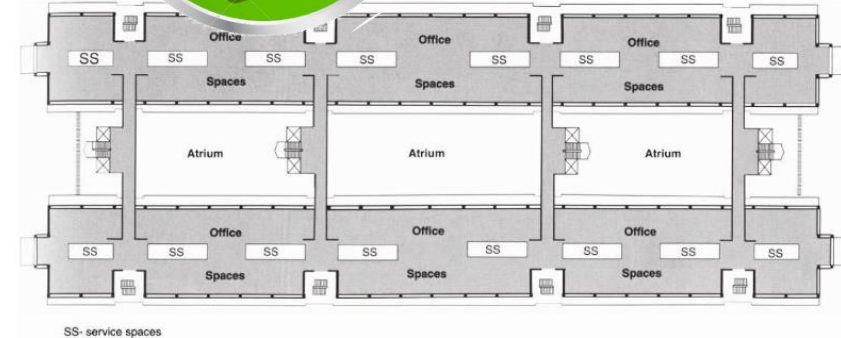 Office Office Office
SS SS SS SS SS SS SS SS
Spaces Spaces Spaces
Atrium Atrium Atrium
Office Office Office
SS SS SS SS SS SS SS SS
Spaces Spaces Spaces
SS- service spaces